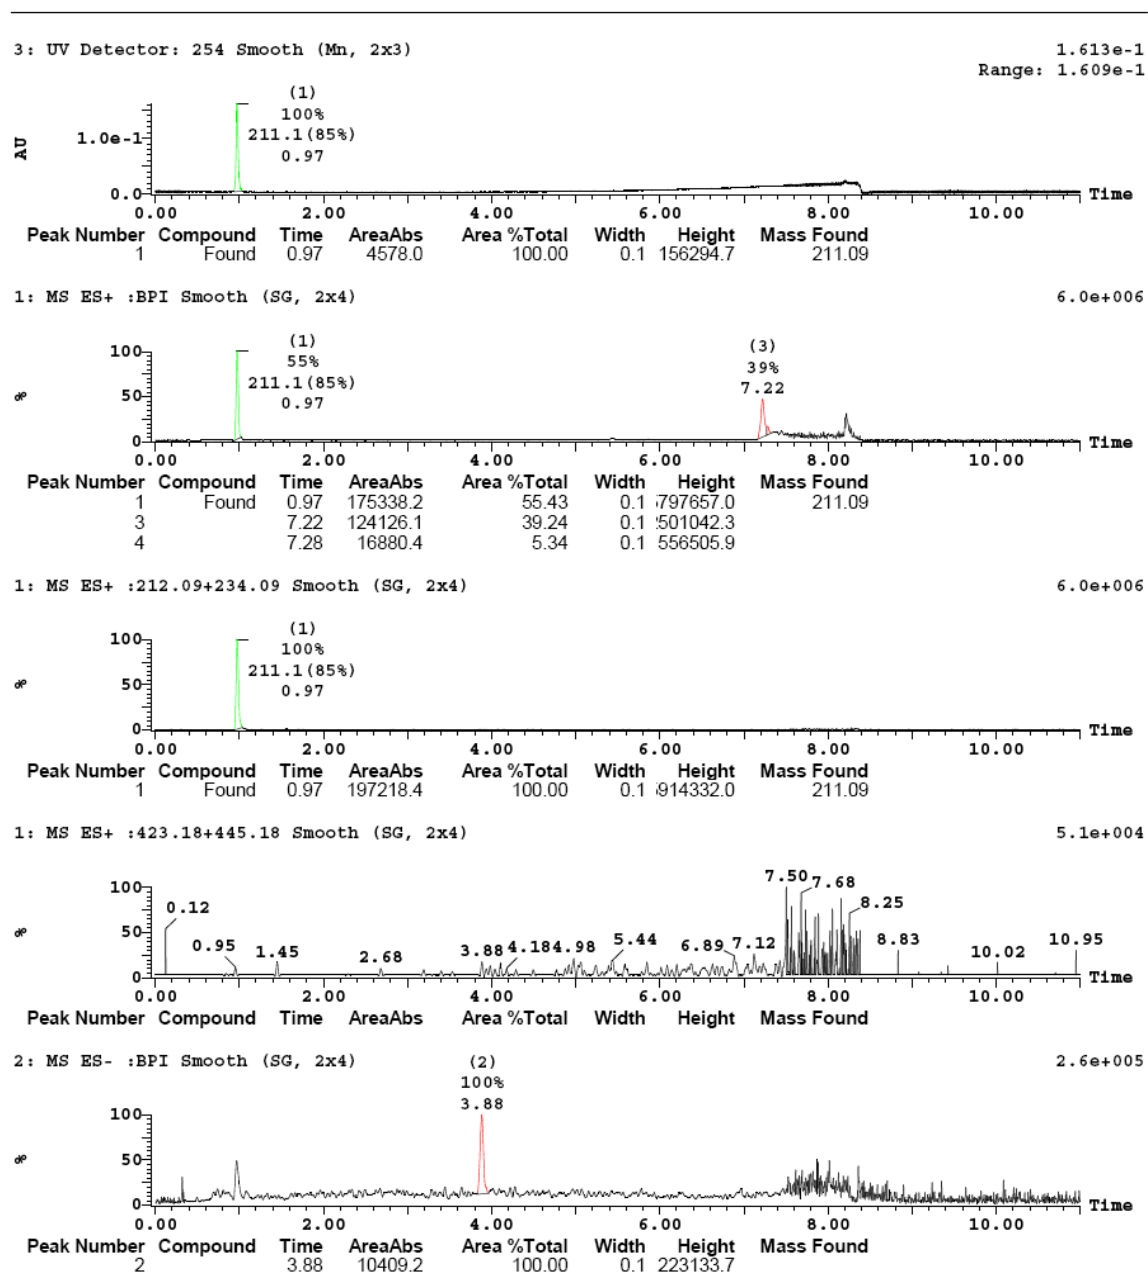 3: UV Detector: 254 Smooth (Mn, 2x3) 1.613e-1
Range: 1.609e-1
(1)
100%
211.1(85%)
0.97
AU
1.0e-1
0.0
0.00 2.00 4.00 6.00 8.00 10.00 Time
Peak Number Compound Time AreaAbs Area %Total Width Height Mass Found
1 Found 0.97 4578.0 100.00 0.1 156294.7 211.09
1: MS ES+ :BPI Smooth (SG, 2x4) 6.0e+006
(1)
55%
211.1(85%)
0.97
(3)
39%
7.22
%
100
50
0
0.00 2.00 4.00 6.00 8.00 10.00 Time
Peak Number Compound Time AreaAbs Area %Total Width Height Mass Found
1 Found 0.97 175338.2 55.43 0.1 797657.0 211.09
3 7.22 124126.1 39.24 0.1 501042.3
4 7.28 16880.4 5.34 0.1 556505.9
1: MS ES+ :212.09+234.09 Smooth (SG, 2x4) 6.0e+006
(1)
100%
211.1(85%)
0.97
%
100
50
0
0.00 2.00 4.00 6.00 8.00 10.00 Time
Peak Number Compound Time AreaAbs Area %Total Width Height Mass Found
1 Found 0.97 197218.4 100.00 0.1 914332.0 211.09
1: MS ES+ :423.18+445.18 Smooth (SG, 2x4) 5.1e+004
%
100
50
0
0.12 0.95 1.45 2.68 3.88 4.18 4.98 5.44 6.89 7.12 7.50 7.68 8.25 8.83 10.02 10.95
0.00 2.00 4.00 6.00 8.00 10.00 Time
Peak Number Compound Time AreaAbs Area %Total Width Height Mass Found
2: MS ES- :BPI Smooth (SG, 2x4) 2.6e+005
(2)
100%
3.88
%
100
50
0
0.00 2.00 4.00 6.00 8.00 10.00 Time
Peak Number Compound Time AreaAbs Area %Total Width Height Mass Found
2 3.88 10409.2 100.00 0.1 223133.7